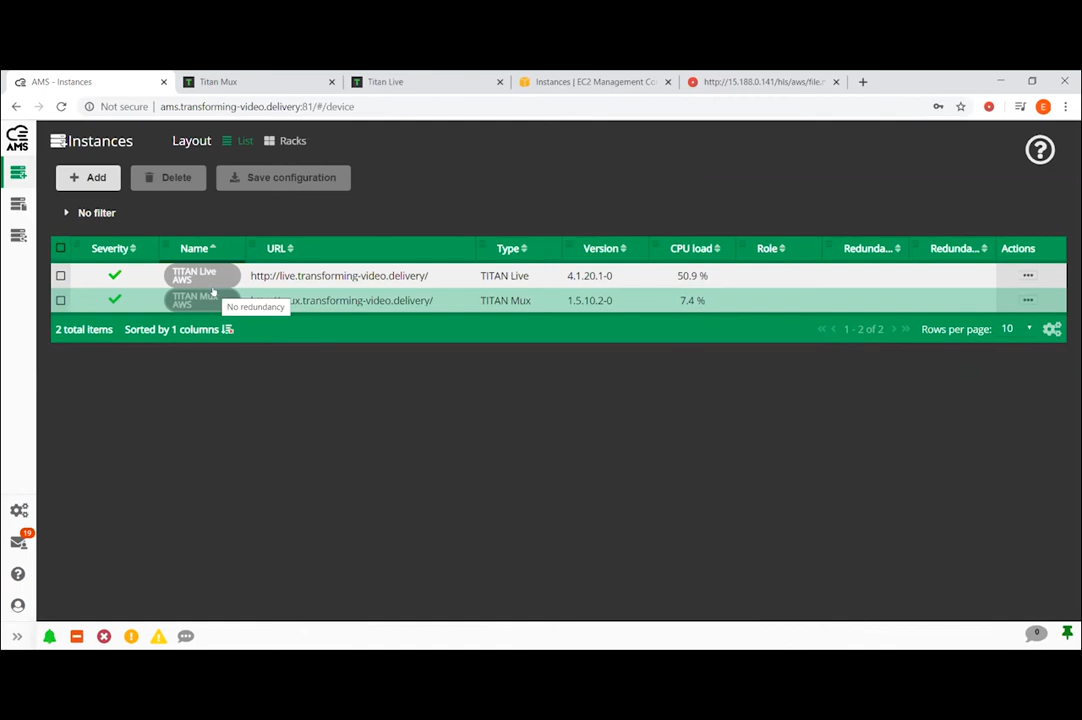 AMS - Instances
Titan Mux
Titan Live
Instances | EC2 Management Co
http://15.188.0.141/hls/aws/file.
Not secure
ams.transforming-video.delivery:81/#/device
E
AMS
Instances
Layout
List
Racks
?
+ Add
Delete
Save configuration
No filter
Severity
Name
URL
Type
Version
CPU load
Role
Redunda...
Redunda...
Actions
TITAN Live AWS
http://live.transforming-video.delivery/
TITAN Live
4.1.20.1-0
50.9 %
TITAN Mux AWS
ux.transforming-video.delivery/
TITAN Mux
1.5.10.2-0
7.4 %
No redundancy
2 total items
Sorted by 1 columns
1 - 2 of 2
Rows per page:
10
19
0